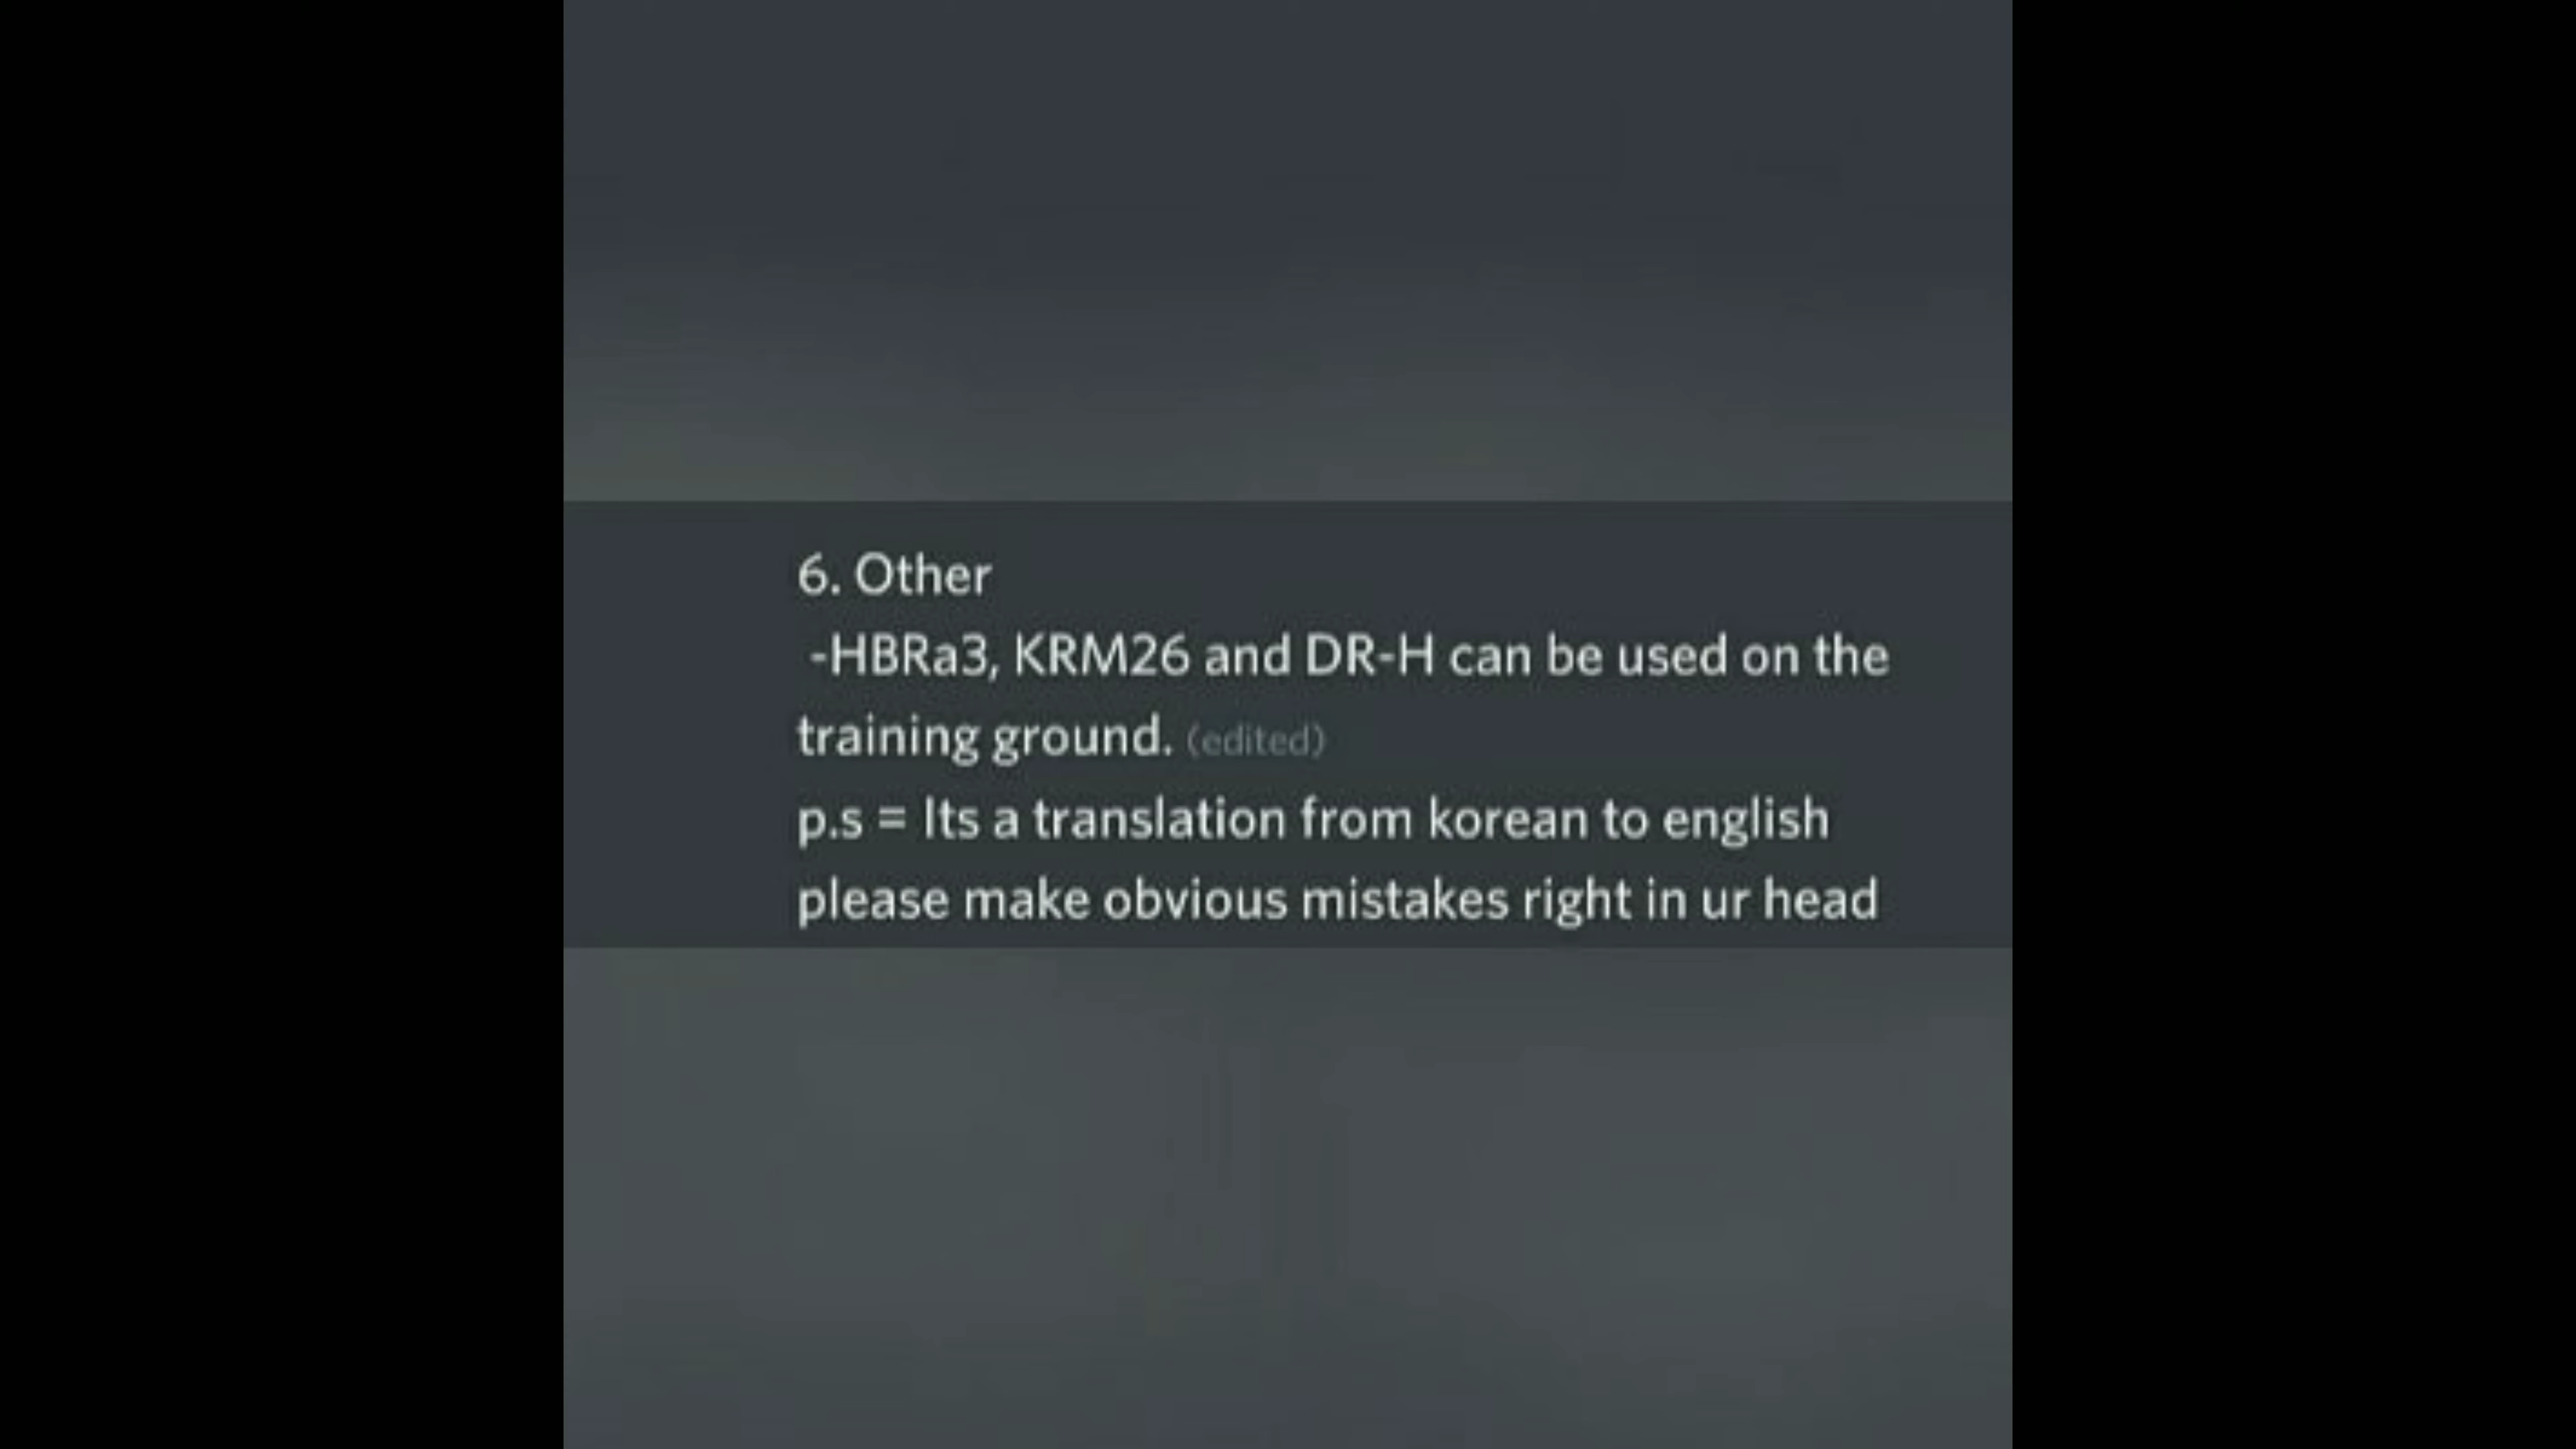 6. Other
-HBRa3, KRM26 and DR-H can be used on the
training ground. (edited)
p.s = Its a translation from korean to english
please make obvious mistakes right in ur head